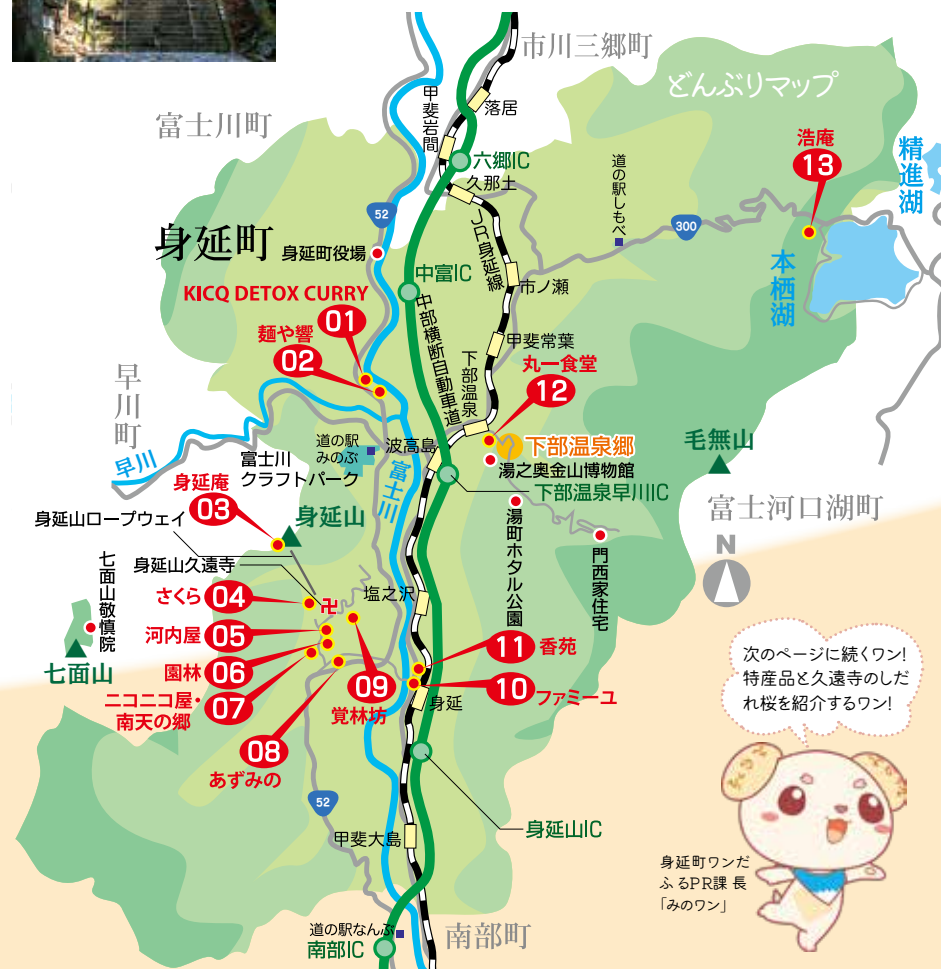 市川三郷町
どんぶりマップ
富士川町
甲斐岩間
落居
六郷IC
久那土
道の駅しもべ
浩庵
13
精進湖
52
300
身延町
身延町役場
JR身延線
本栖湖
中富IC
市ノ瀬
KICQ DETOX CURRY
01
中部横断自動車道
麺や響
02
甲斐常葉
丸一食堂
12
下部温泉
早川町
早川
道の駅
みのぶ
波高島
下部温泉郷
毛無山
富士川
クラフトパーク
富士川
湯之奥金山博物館
下部温泉早川IC
身延庵
03
富士河口湖町
身延山ロープウェイ
身延山
湯町ホタル公園
門西家住宅
N
七面山敬慎院
身延山久遠寺
さくら
04
卍
塩之沢
河内屋
05
七面山
園林
06
11
香苑
ニコニコ屋・
南天の郷
07
09
覚林坊
10
ファミーユ
身延
08
あずみの
次のページに続くワン!
特産品と久遠寺のしだ
れ桜を紹介するワン!
52
身延山IC
甲斐大島
身延町ワンだ
ふるPR課 長
「みのワン」
道の駅なんぶ
南部IC
南部町